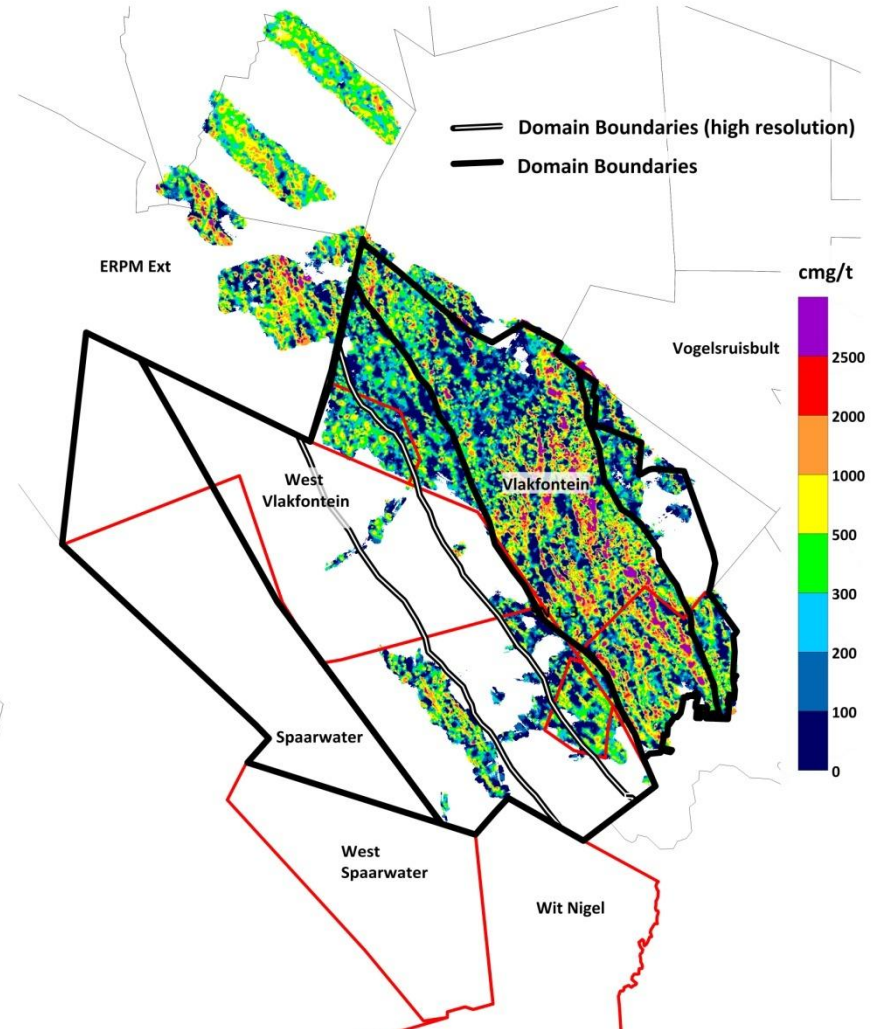 Domain Boundaries (high resolution)
Domain Boundaries
ERPM Ext
cmg/t
Vogelsruisbult
2500
2000
1000
500
300
200
100
0
West
Vlakfontein
Vlakfontein
Spaarwater
West
Spaarwater
Wit Nigel